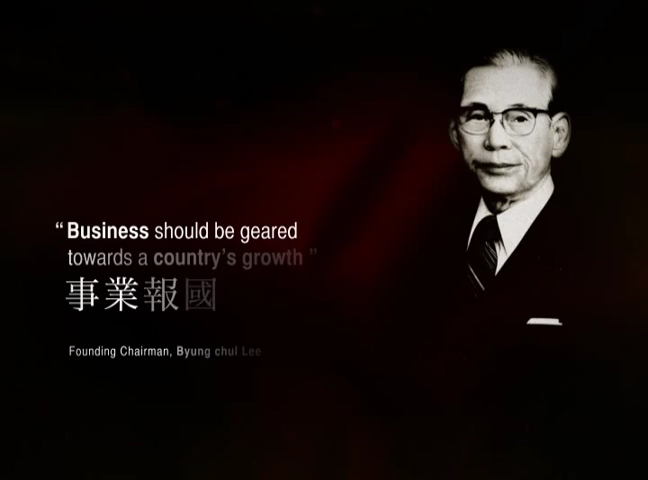 “Business should be geared
towards a country's growth”
事業報國
Founding Chairman, Byung chul Lee